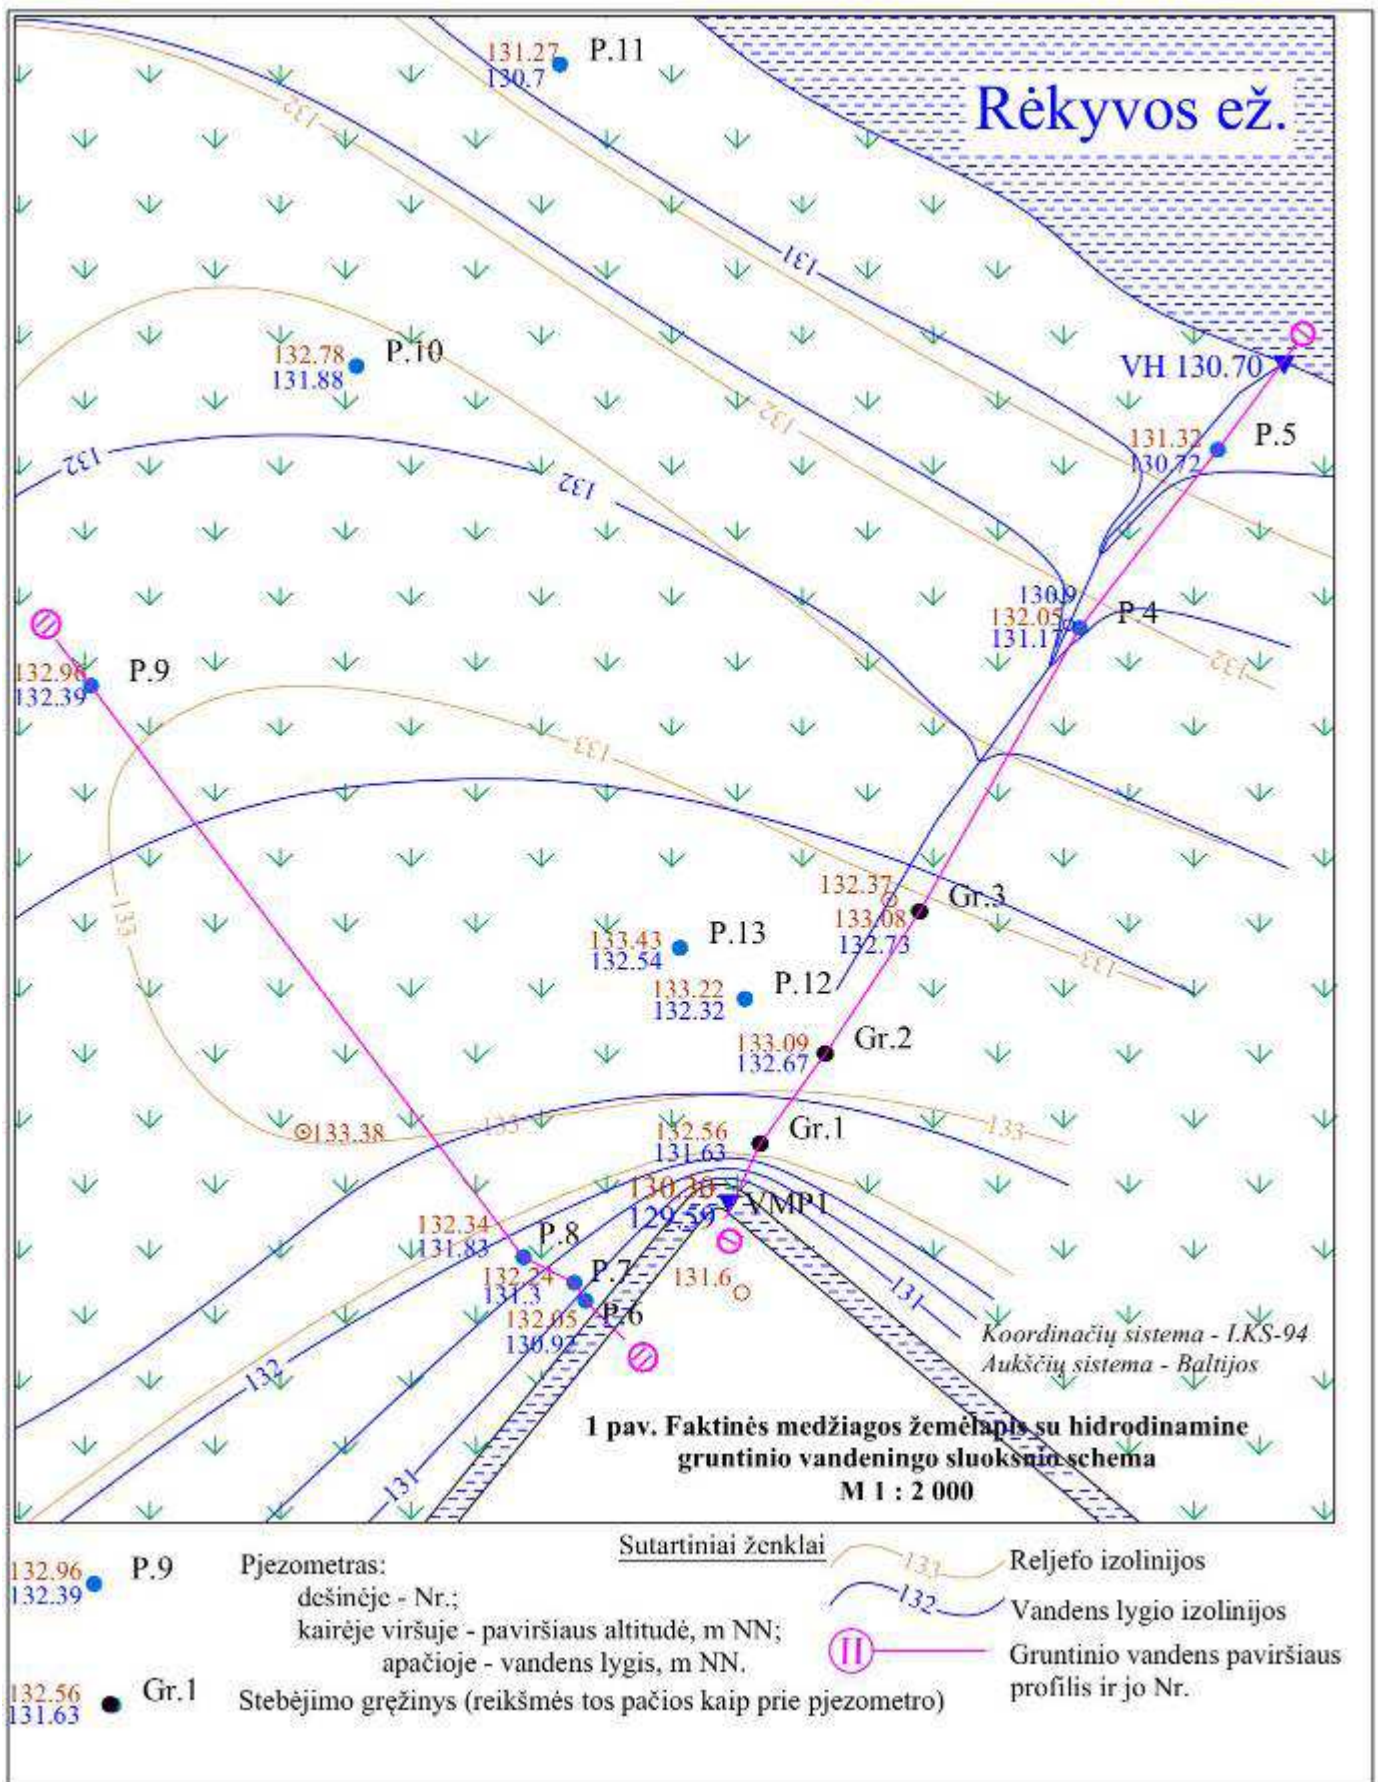 131.27
130.7
P.11
Rėkyvos ež.
132
131
132.78
131.88
P.10
VH 130.70
132
131.32
130.72
P.5
132
132
130.9
132.05
131.17
P.4
132
132.96
132.39
P.9
133
132.37
133.08
132.73
Gr.3
133
133.43
132.54
P.13
133.22
132.32
P.12
133
133.09
132.67
Gr.2
133.38
133
132.56
131.63
Gr.1
133
130.30
129.59
VMP1
132.34
131.83
P.8
132.24
131.3
P.7
131.6
131
132.05
130.92
P.6
132
131
Koordinačių sistema - LKS-94
Aukščių sistema - Baltijos
1 pav. Faktinės medžiagos žemėlapis su hidrodinamine
gruntinio vandeningo sluoksnio schema
M 1 : 2 000
Sutartiniai ženklai
132.96
132.39
P.9
Pjezometras:
dešinėje - Nr.;
kairėje viršuje - paviršiaus altitudė, m NN;
apačioje - vandens lygis, m NN.
132.56
131.63
Gr.1
Stebėjimo gręžinys (reikšmės tos pačios kaip prie pjezometro)
133
Reljefo izolinijos
132
Vandens lygio izolinijos
II
Gruntinio vandens paviršiaus
profilis ir jo Nr.